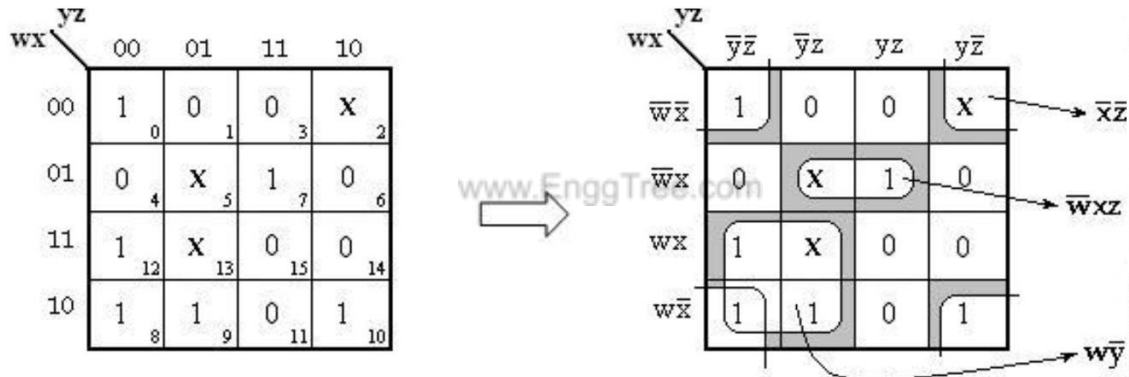 yz yz
wx 00 01 11 10 wx y̅z̅ y̅z yz yz̅
00 1 0 0 0 1 0 3 X 2 w̅x̅ 1 0 0 X x̅z̅
01 0 4 X 5 1 7 0 6 www.EnggTree.com w̅x 0 X 1 0 w̅xz
11 1 12 X 13 0 15 0 14 wx 1 X 0 0
10 1 8 1 9 0 11 1 10 wx̅ 1 1 0 1
wy̅